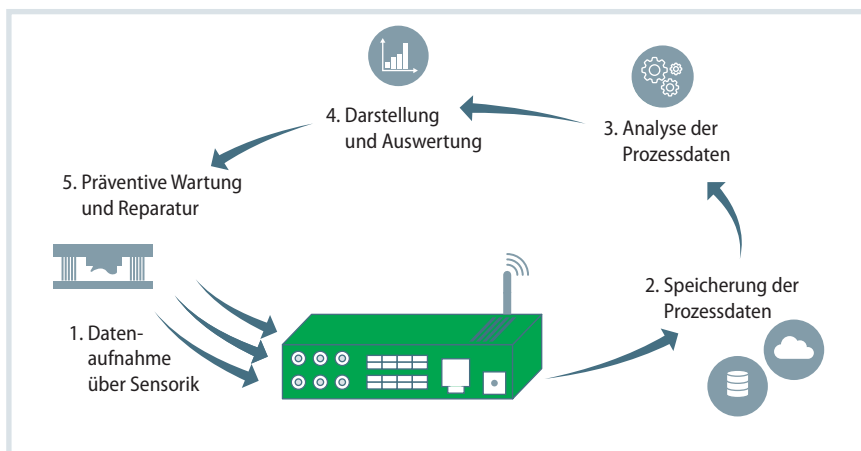 4. Darstellung
und Auswertung
3. Analyse der
Prozessdaten
5. Präventive Wartung
und Reparatur
2. Speicherung der
Prozessdaten
1. Daten-
aufnahme
über Sensorik